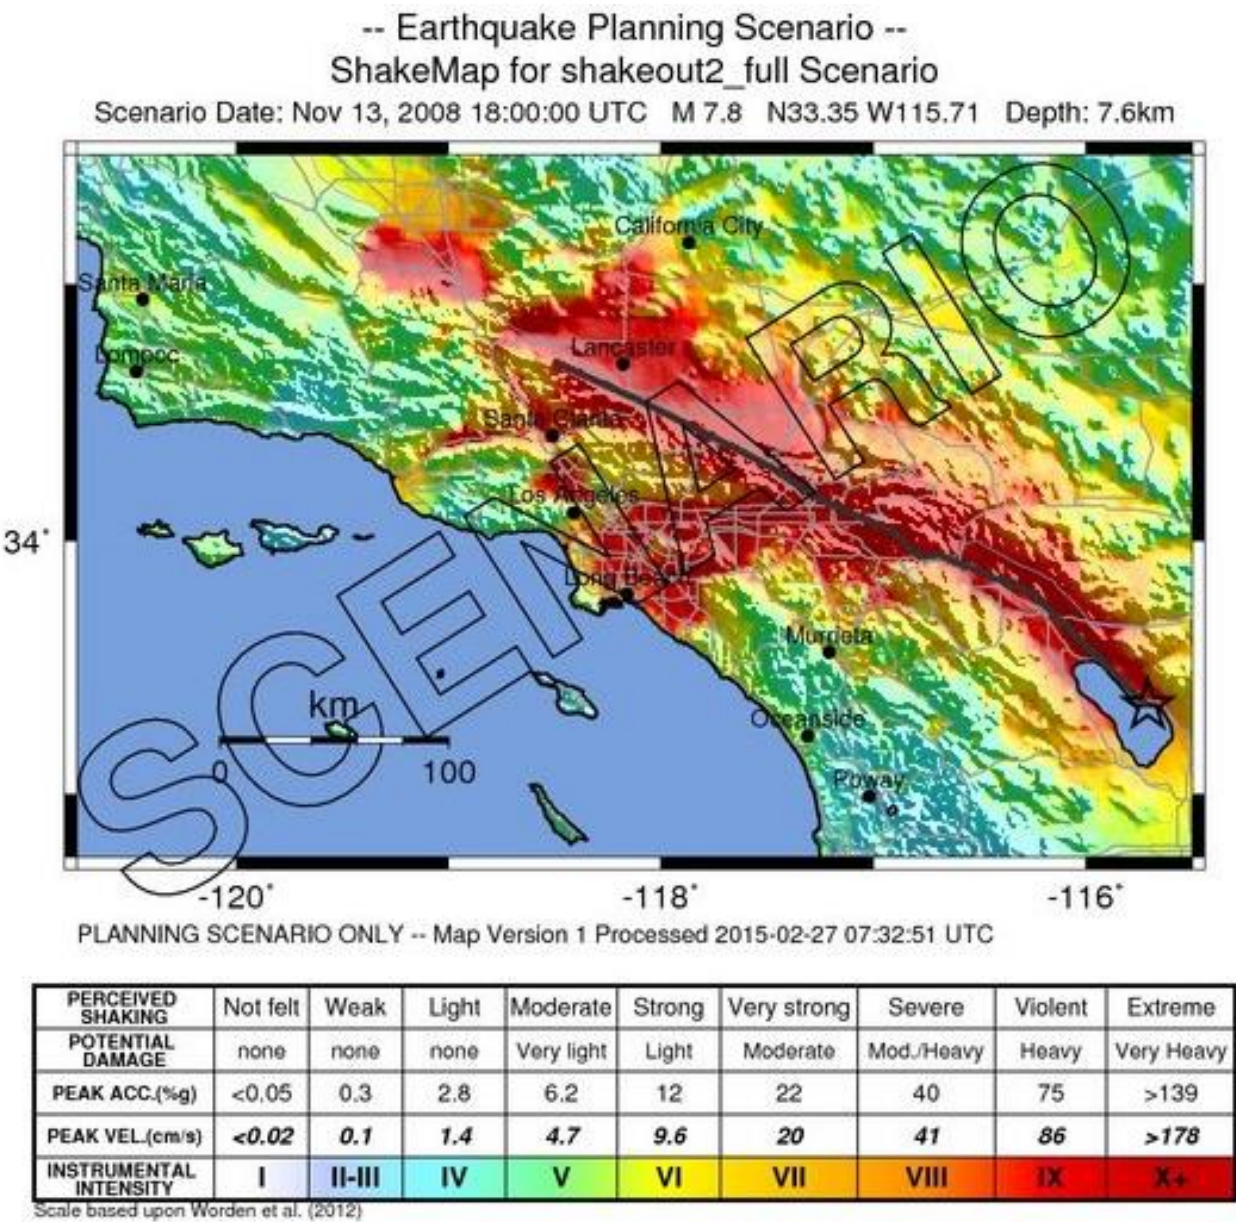 -- Earthquake Planning Scenario --
ShakeMap for shakeout2_full Scenario
Scenario Date: Nov 13, 2008 18:00:00 UTC M 7.8 N33.35 W115.71 Depth: 7.6km
California City
Santa Maria
Lompoc
Lancaster
Santa Clarita
Los Angeles
34°
Long Beach
Murrieta
Oceanside
Poway
km
0 100
SCENARIO
-120° -118° -116°
PLANNING SCENARIO ONLY -- Map Version 1 Processed 2015-02-27 07:32:51 UTC
PERCEIVED SHAKING Not felt Weak Light Moderate Strong Very strong Severe Violent Extreme
POTENTIAL DAMAGE none none none Very light Light Moderate Mod./Heavy Heavy Very Heavy
PEAK ACC.(%g) <0.05 0.3 2.8 6.2 12 22 40 75 >139
PEAK VEL.(cm/s) <0.02 0.1 1.4 4.7 9.6 20 41 86 >178
INSTRUMENTAL INTENSITY I II-III IV V VI VII VIII IX X+
Scale based upon Worden et al. (2012)